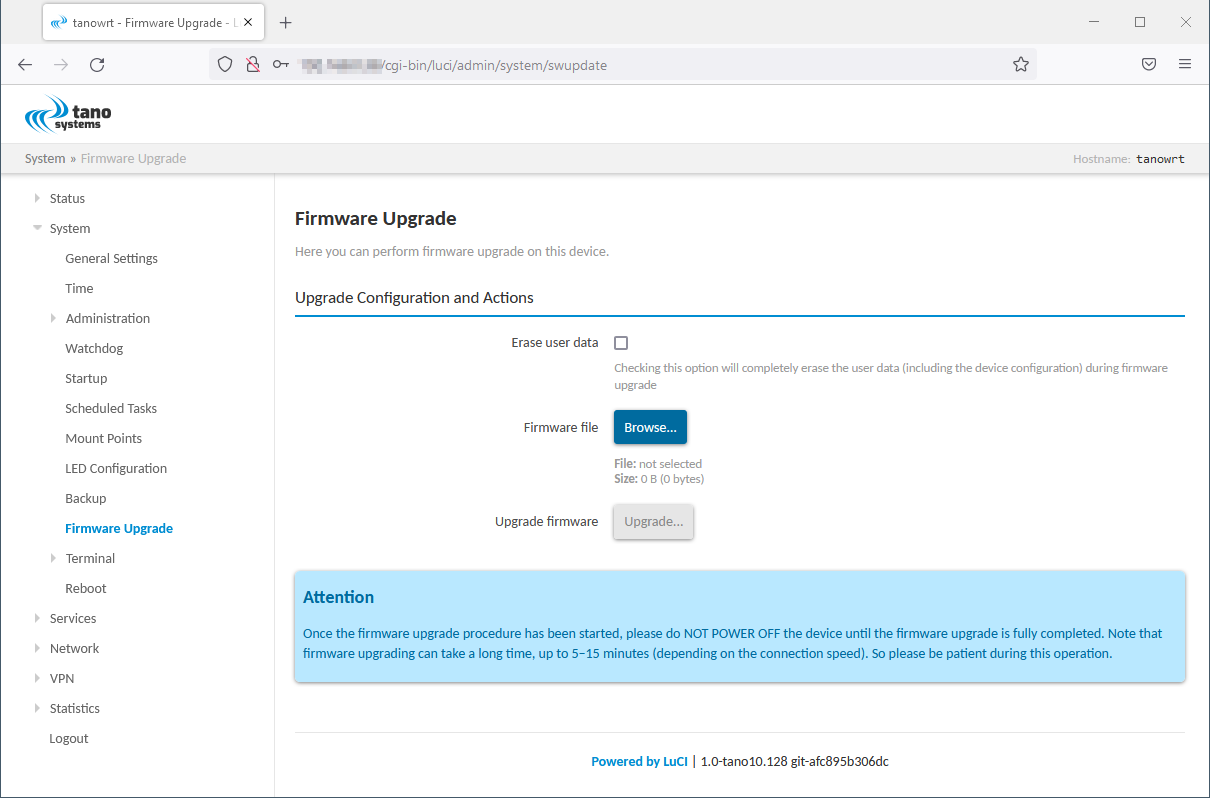 tanowrt - Firmware Upgrade - L
/cgi-bin/luci/admin/system/swupdate
tano
systems
System » Firmware Upgrade
Hostname: tanowrt
Status
System
General Settings
Time
Administration
Watchdog
Startup
Scheduled Tasks
Mount Points
LED Configuration
Backup
Firmware Upgrade
Terminal
Reboot
Services
Network
VPN
Statistics
Logout
Firmware Upgrade
Here you can perform firmware upgrade on this device.
Upgrade Configuration and Actions
Erase user data
Checking this option will completely erase the user data (including the device configuration) during firmware
upgrade
Firmware file
Browse...
File: not selected
Size: 0 B (0 bytes)
Upgrade firmware
Upgrade...
Attention
Once the firmware upgrade procedure has been started, please do NOT POWER OFF the device until the firmware upgrade is fully completed. Note that
firmware upgrading can take a long time, up to 5–15 minutes (depending on the connection speed). So please be patient during this operation.
Powered by LuCI | 1.0-tano10.128 git-afc895b306dc